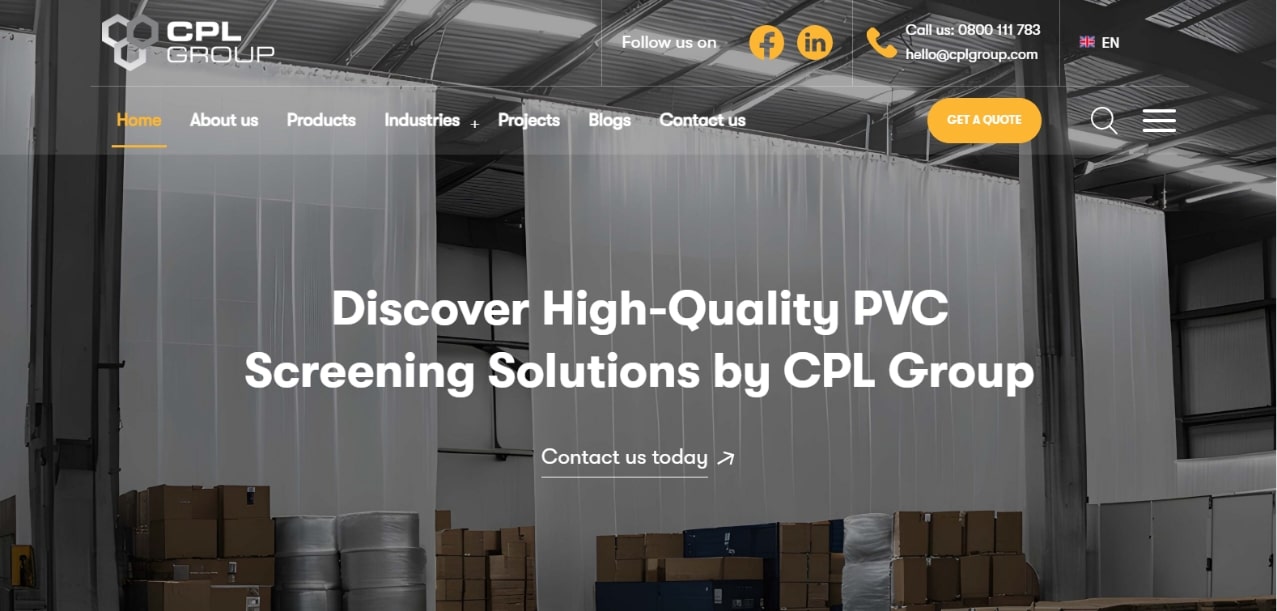 CPL
GROUP
Follow us on
Call us: 0800 111 783
hello@cplgroup.com
EN
Home About us Products Industries + Projects Blogs Contact us
GET A QUOTE
Discover High-Quality PVC
Screening Solutions by CPL Group
Contact us today